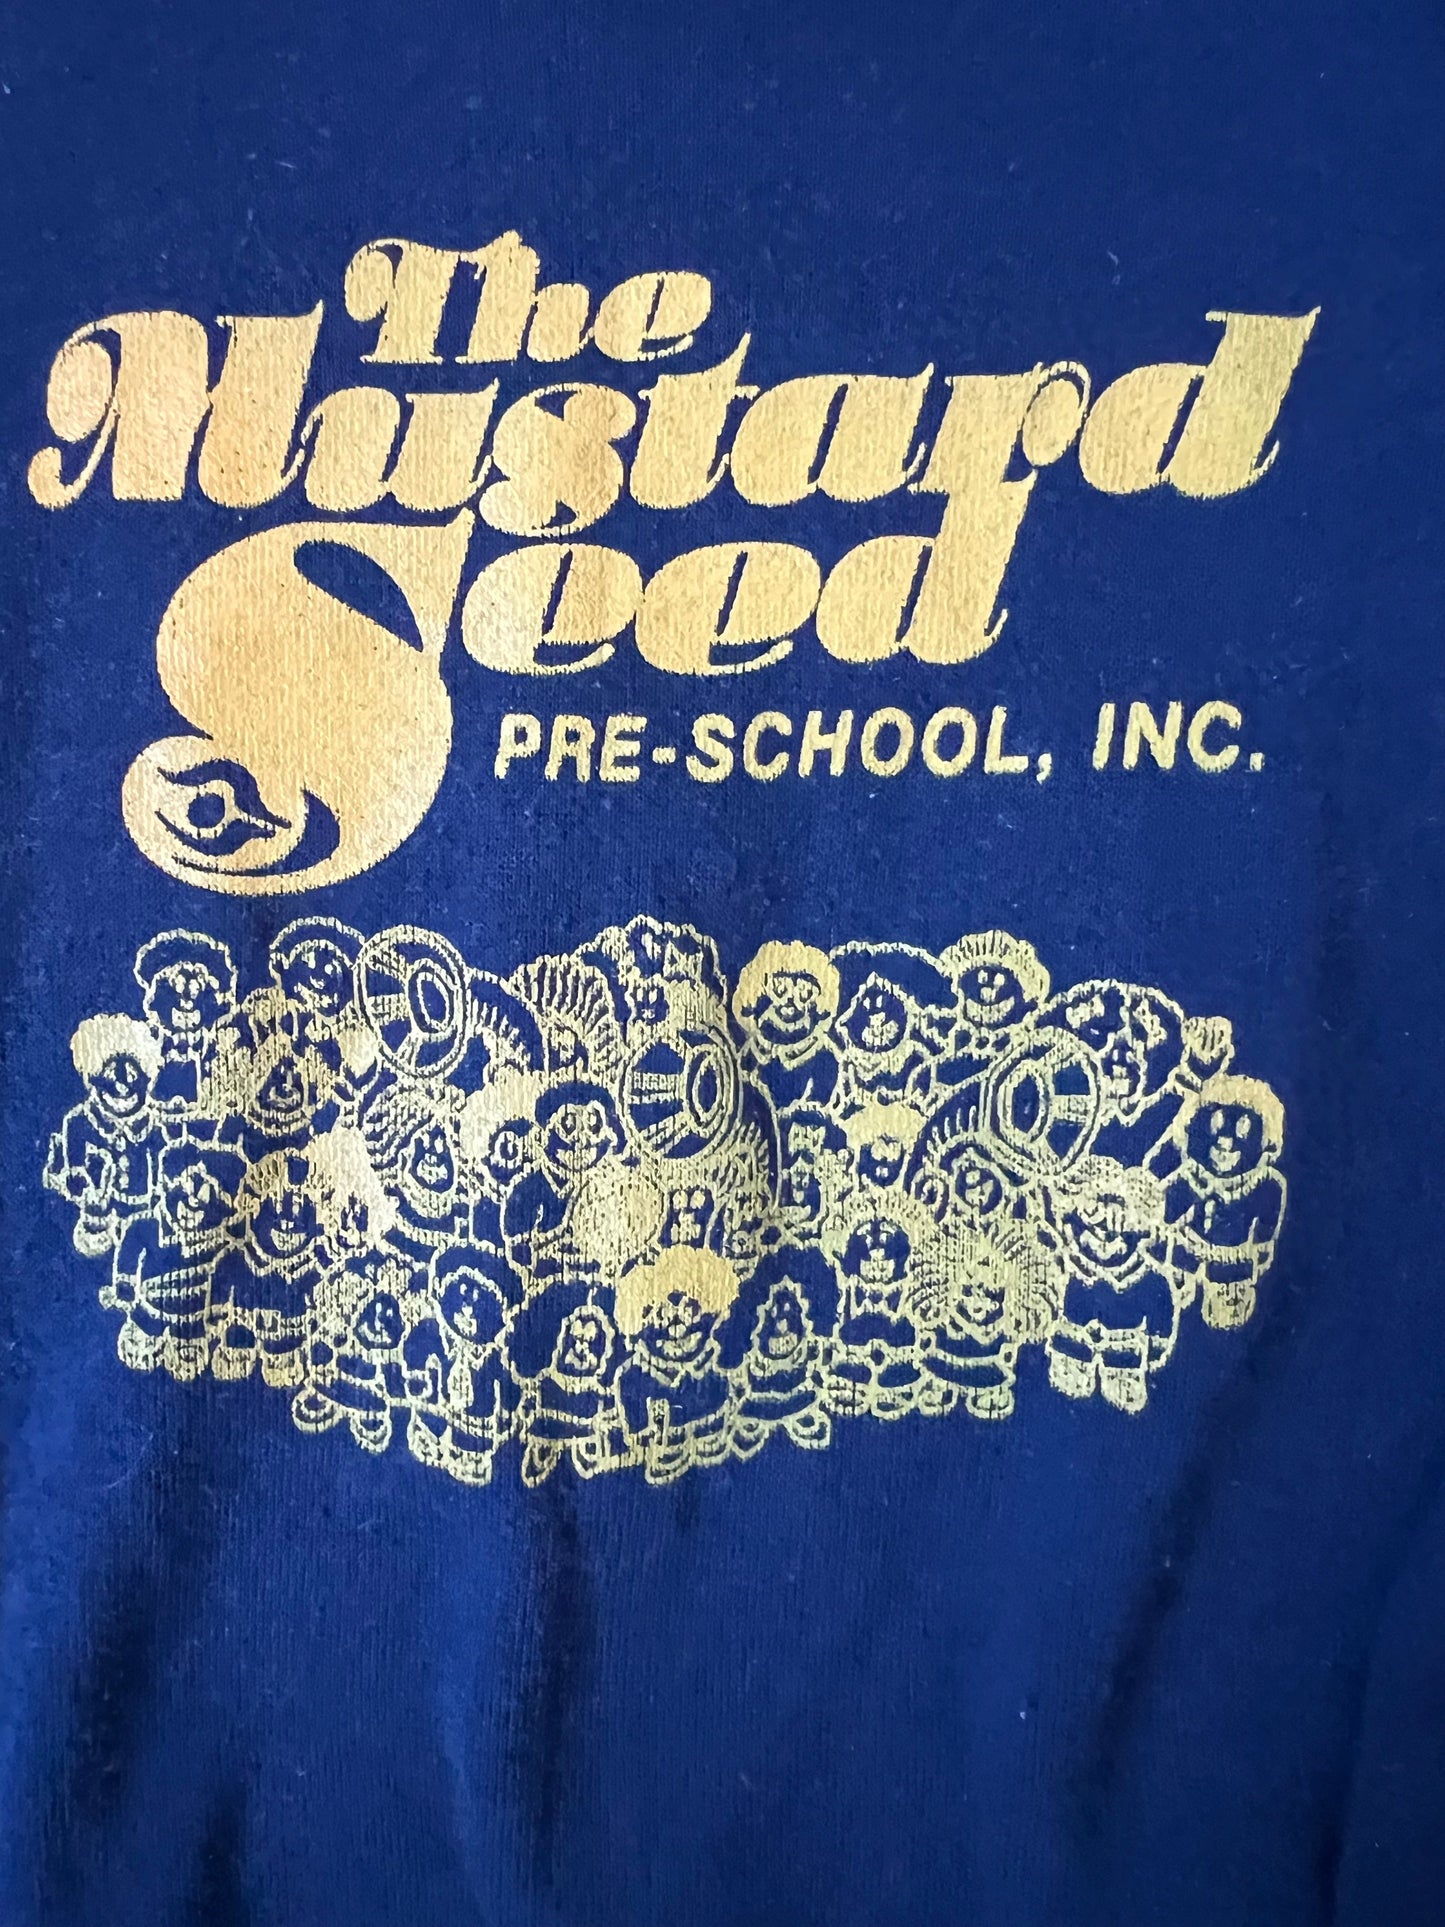 The
Mustard
Seed
PRE-SCHOOL, INC.